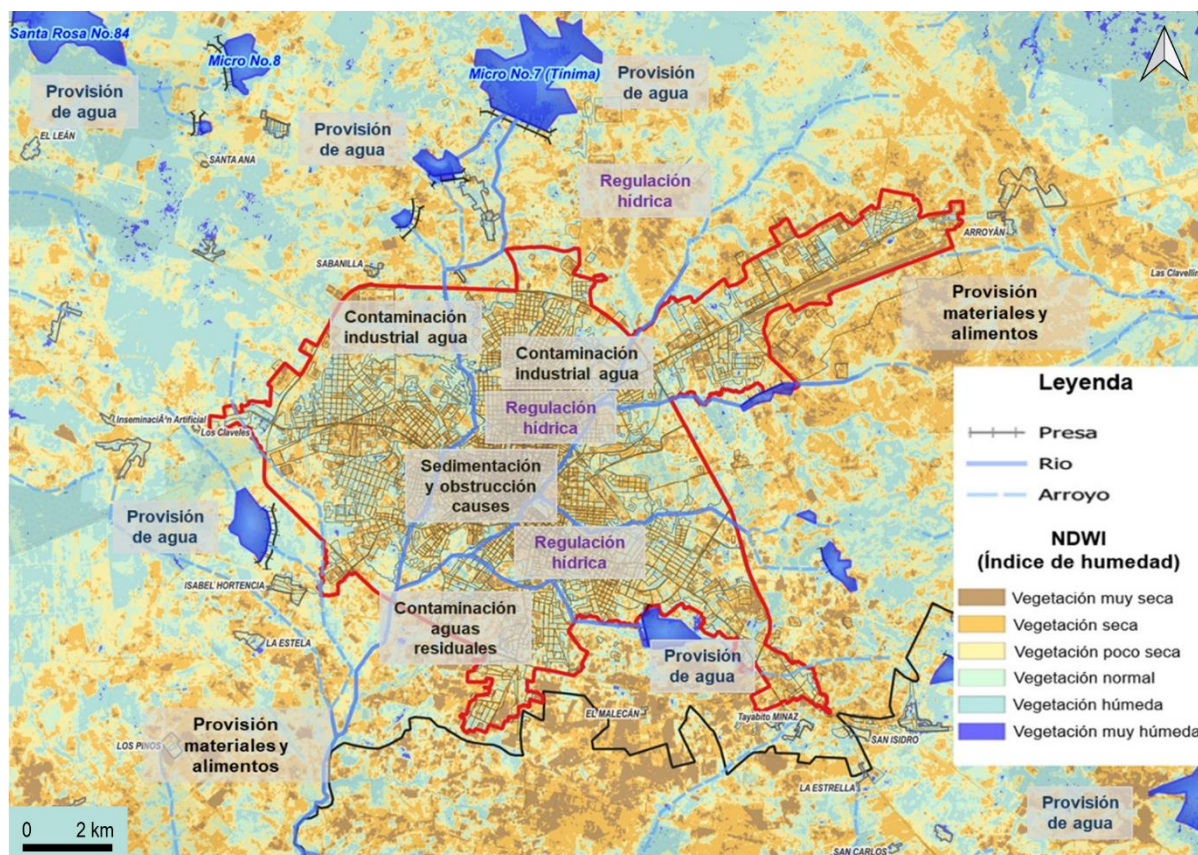 Santa Rosa No.84
Micro No.8
Micro No.7 (Tínima)
Provisión
de agua
Provisión
de agua
Provisión
de agua
EL LEÁN
SANTA ANA
Regulación
hídrica
ARROYÁN
SABANILLA
Las Clavellin
Provisión
materiales y
alimentos
Contaminación
industrial agua
Contaminación
industrial agua
Regulación
hídrica
InseminaciÃ³n Artificial
Los Claveles
Sedimentación
y obstrucción
causes
Provisión
de agua
Regulación
hídrica
ISABEL HORTENCIA
LA ESTELA
Contaminación
aguas
residuales
Provisión
de agua
EL MALECÁN
Tayabito MINAZ
SAN ISIDRO
LOS PINOS
Provisión
materiales y
alimentos
LA ESTRELLA
SAN CARLOS
Provisión
de agua
Leyenda
Presa
Rio
Arroyo
NDWI
(Índice de humedad)
Vegetación muy seca
Vegetación seca
Vegetación poco seca
Vegetación normal
Vegetación húmeda
Vegetación muy húmeda
0 2 km